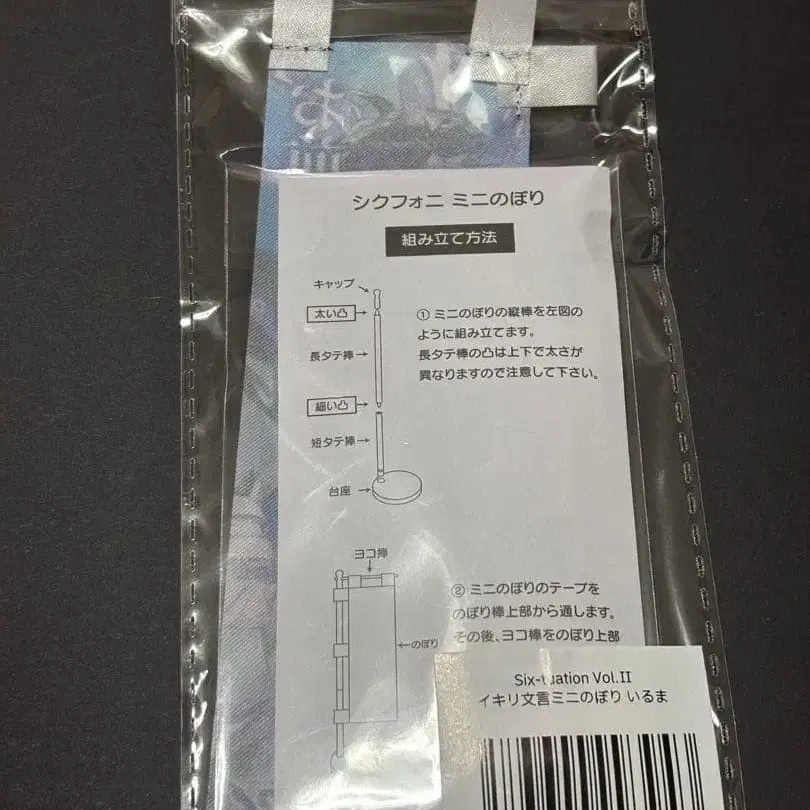 シクフォニ ミニのぼり
組み立て方法
キャップ
太い凸
長タテ棒
細い凸
短タテ棒
台座
① ミニのぼりの縦棒を左図の
ように組み立てます。
長タテ棒の凸は上下で太さが
異なりますので注意して下さい。
ヨコ棒
のぼり
② ミニのぼりのテープを
のぼり棒上部から通します。
その後、ヨコ棒をのぼり上部
Six-tuation Vol.II
イキリ文言ミニのぼり いるま